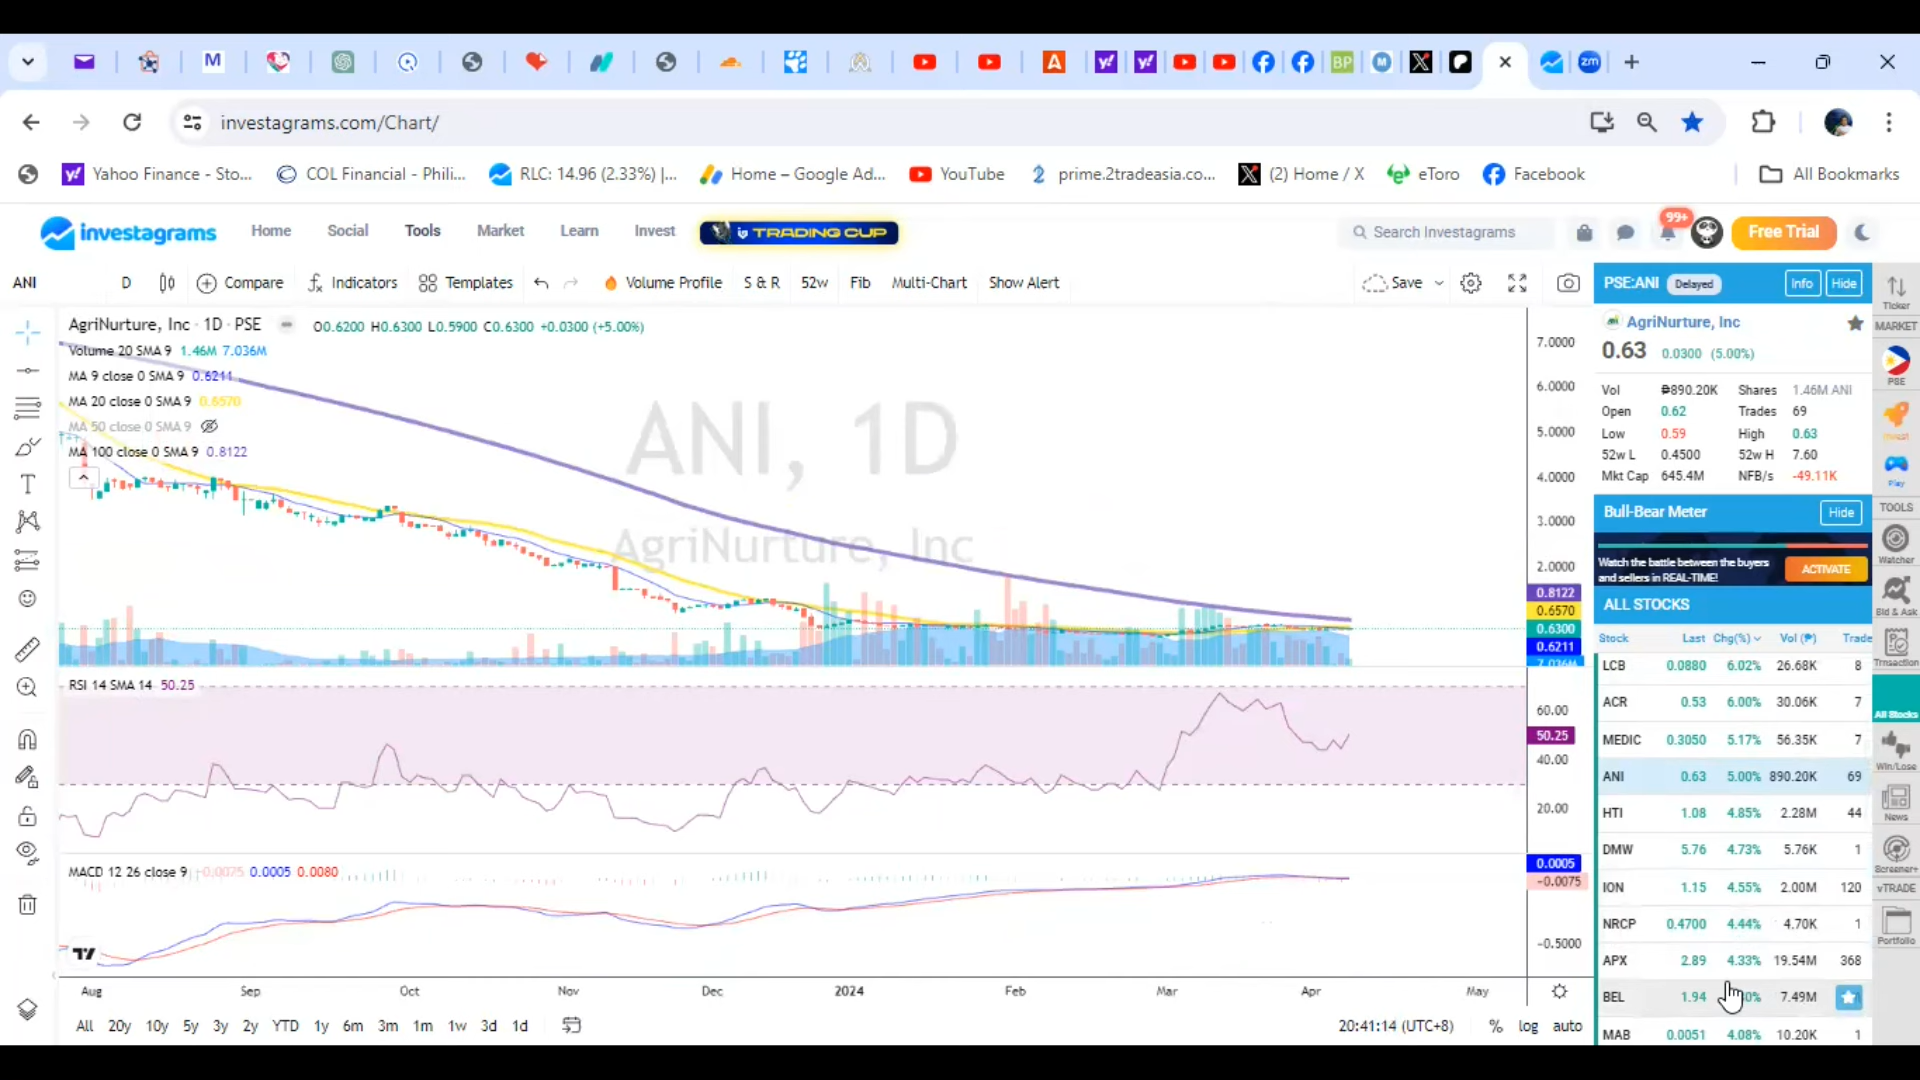 investagrams.com/Chart/
Yahoo Finance - Sto... COL Financial - Phili... RLC: 14.96 (2.33%) |... Home – Google Ad... YouTube prime.2tradeasia.co... (2) Home / X eToro Facebook All Bookmarks
investagrams Home Social Tools Market Learn Invest TRADING CUP Search Investagrams 99+ Free Trial
ANI D Compare Indicators Templates Volume Profile S & R 52w Fib Multi-Chart Show Alert Save
PSE:ANI Delayed Info Hide
Ticker
AgriNurture, Inc · 1D · PSE O0.6200 H0.6300 L0.5900 C0.6300 +0.0300 (+5.00%)
Volume 20 SMA 9 1.46M 7.036M
MA 9 close 0 SMA 9 0.6211
MA 20 close 0 SMA 9 0.6570
MA 50 close 0 SMA 9
MA 100 close 0 SMA 9 0.8122
ANI, 1D
AgriNurture, Inc
7.0000
6.0000
5.0000
4.0000
3.0000
2.0000
0.8122
0.6570
0.6300
0.6211
7.036M
RSI 14 SMA 14 50.25
60.00
50.25
40.00
20.00
MACD 12 26 close 9 -0.0075 0.0005 0.0080
0.0005
-0.0075
-0.5000
Aug Sep Oct Nov Dec 2024 Feb Mar Apr May
All 20y 10y 5y 3y 2y YTD 1y 6m 3m 1m 1w 3d 1d 20:41:14 (UTC+8) % log auto
AgriNurture, Inc
0.63 0.0300 (5.00%)
Vol ₱890.20K Shares 1.46M ANI
Open 0.62 Trades 69
Low 0.59 High 0.63
52w L 0.4500 52w H 7.60
Mkt Cap 645.4M NFB/s -49.11K
Bull-Bear Meter Hide
Watch the battle between the buyers
and sellers in REAL-TIME!
ACTIVATE
ALL STOCKS
Stock Last Chg(%) Vol (₱) Trade
LCB 0.0880 6.02% 26.68K 8
ACR 0.53 6.00% 30.06K 7
MEDIC 0.3050 5.17% 56.35K 7
ANI 0.63 5.00% 890.20K 69
HTI 1.08 4.85% 2.28M 44
DMW 5.76 4.73% 5.76K 1
ION 1.15 4.55% 2.00M 120
NRCP 0.4700 4.44% 4.70K 1
APX 2.89 4.33% 19.54M 368
BEL 1.94 7.49M
MAB 0.0051 4.08% 10.20K 1
MARKET
PSE
Invest
Play
TOOLS
Watcher
Bid & Ask
Trnsaction
All Stocks
Win/Lose
News
Screener+
vTRADE
Portfolio